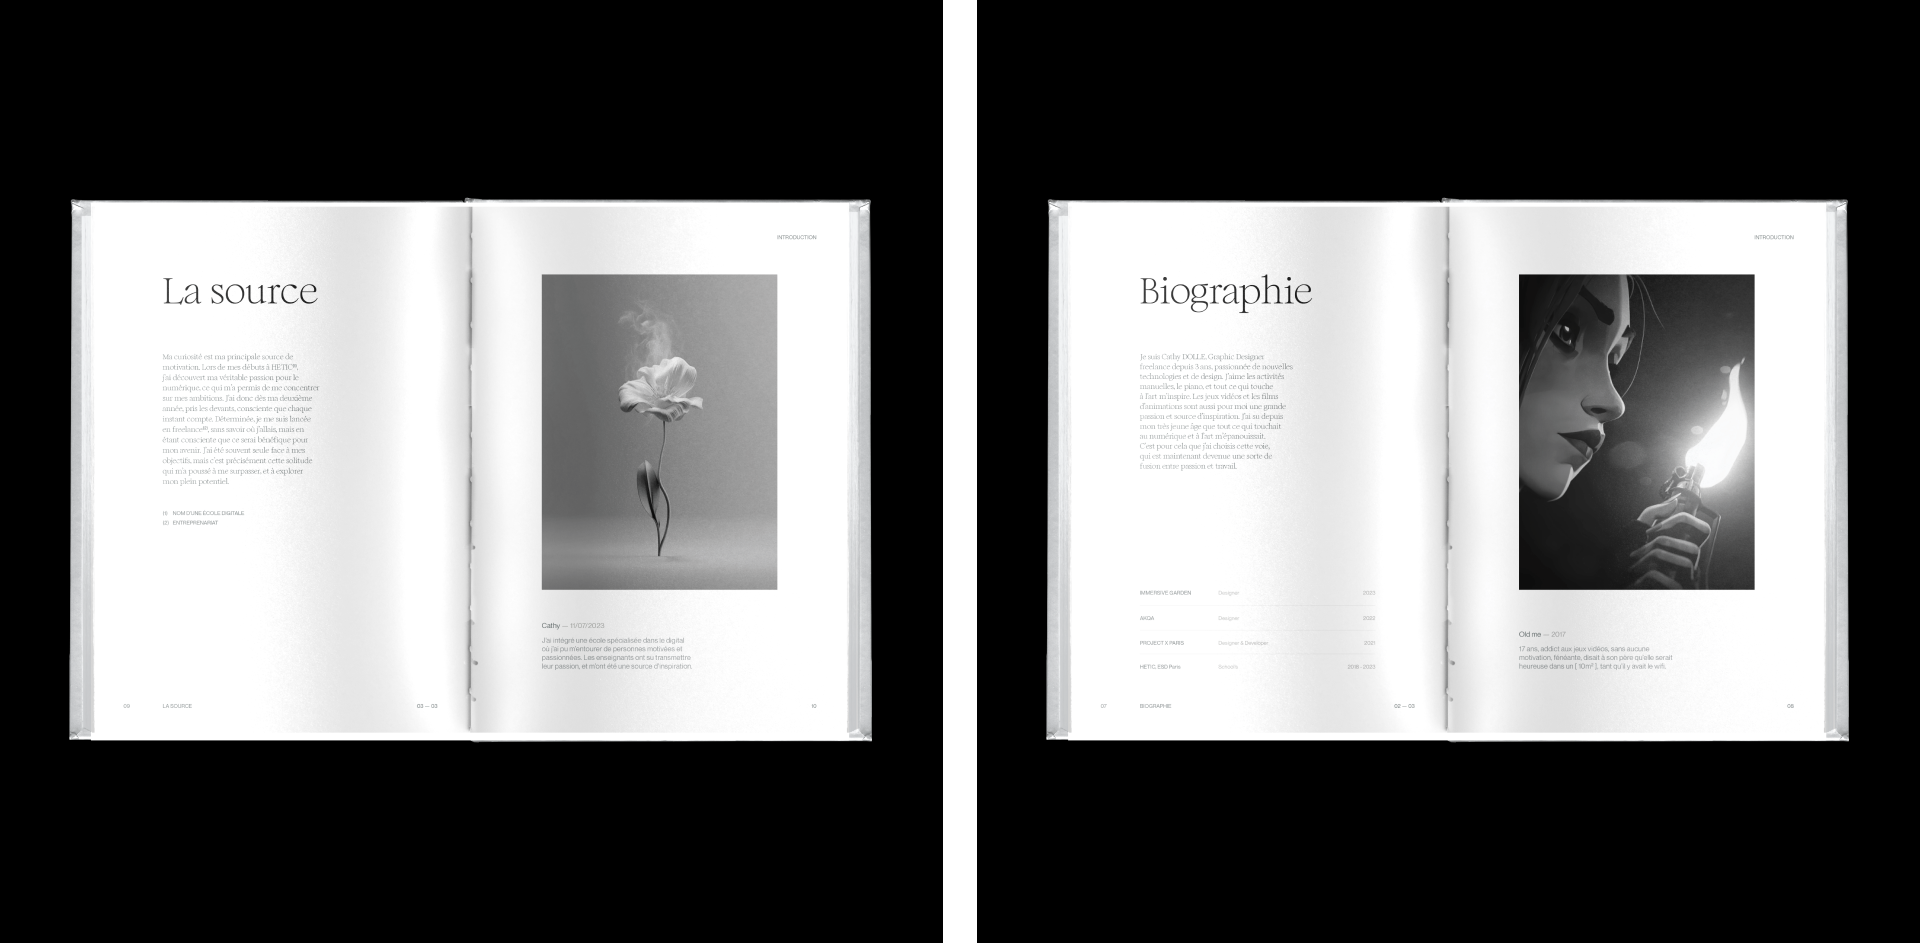 INTRODUCTION
La source
Ma curiosité est ma principale source de
motivation. Lors de mes débuts à HETIC⁽¹⁾,
j'ai découvert ma véritable passion pour le
numérique, ce qui m'a permis de me concentrer
sur mes ambitions. J'ai donc dès ma deuxième
année, pris les devants, consciente que chaque
instant compte. Déterminée, je me suis lancée
en freelance⁽²⁾, sans savoir où j'allais, mais en
étant consciente que ce serai bénéfique pour
mon avenir. J'ai été souvent seule face à mes
objectifs, mais c'est précisément cette solitude
qui m'a poussé à me surpasser, et à explorer
mon plein potentiel.
(1) NOM D'UNE ÉCOLE DIGITALE
(2) ENTREPRENARIAT
Cathy — 11/07/2023
J'ai intégré une école spécialisée dans le digital
où j'ai pu m'entourer de personnes motivées et
passionnées. Les enseignants ont su transmettre
leur passion, et m'ont été une source d'inspiration.
09 LA SOURCE 03 — 03 10
INTRODUCTION
Biographie
Je suis Cathy DOLLE, Graphic Designer
freelance depuis 3 ans, passionnée de nouvelles
technologies et de design. J'aime les activités
manuelles, le piano, et tout ce qui touche
à l'art m'inspire. Les jeux vidéos et les films
d'animations sont aussi pour moi une grande
passion et source d'inspiration. J'ai su depuis
mon très jeune âge que tout ce qui touchait
au numérique et à l'art m'épanouissait.
C'est pour cela que j'ai choisis cette voie,
qui est maintenant devenue une sorte de
fusion entre passion et travail.
IMMERSIVE GARDEN Designer 2023
AKQA Designer 2022
PROJECT X PARIS Designer & Developer 2021
HETIC, ESD Paris 2018 - 2023
Old me — 2017
17 ans, addict aux jeux vidéos, sans aucune
motivation, fénéante, disait à son père qu'elle serait
heureuse dans un [ 10m² ], tant qu'il y avait le wifi.
07 BIOGRAPHIE 02 — 03 08